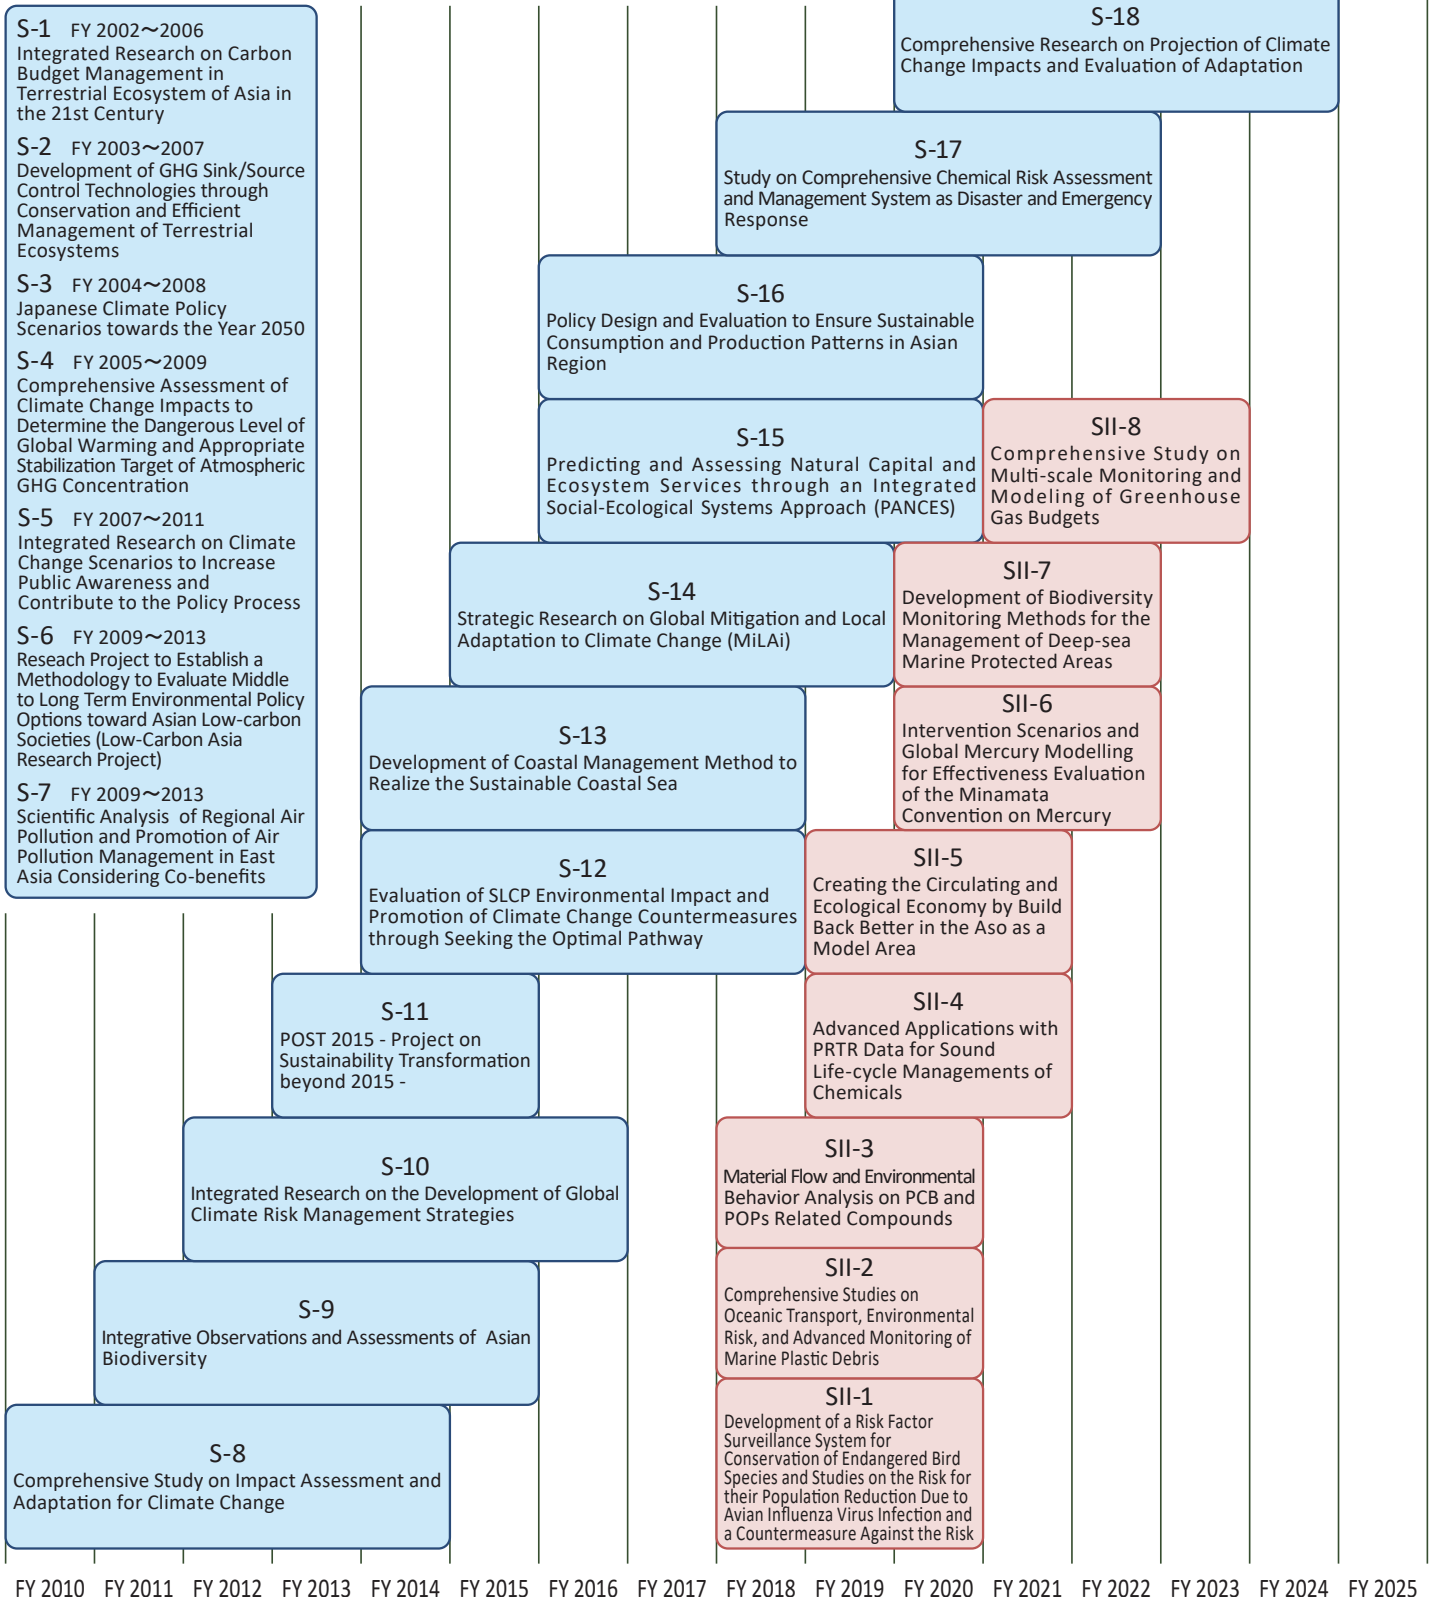 S-1 FY 2002～2006
Integrated Research on Carbon
Budget Management in
Terrestrial Ecosystem of Asia in
the 21st Century
S-2 FY 2003～2007
Development of GHG Sink/Source
Control Technologies through
Conservation and Efficient
Management of Terrestrial
Ecosystems
S-3 FY 2004～2008
Japanese Climate Policy
Scenarios towards the Year 2050
S-4 FY 2005～2009
Comprehensive Assessment of
Climate Change Impacts to
Determine the Dangerous Level of
Global Warming and Appropriate
Stabilization Target of Atmospheric
GHG Concentration
S-5 FY 2007～2011
Integrated Research on Climate
Change Scenarios to Increase
Public Awareness and
Contribute to the Policy Process
S-6 FY 2009～2013
Reseach Project to Establish a
Methodology to Evaluate Middle
to Long Term Environmental Policy
Options toward Asian Low-carbon
Societies (Low-Carbon Asia
Research Project)
S-7 FY 2009～2013
Scientific Analysis of Regional Air
Pollution and Promotion of Air
Pollution Management in East
Asia Considering Co-benefits
S-18
Comprehensive Research on Projection of Climate
Change Impacts and Evaluation of Adaptation
S-17
Study on Comprehensive Chemical Risk Assessment
and Management System as Disaster and Emergency
Response
S-16
Policy Design and Evaluation to Ensure Sustainable
Consumption and Production Patterns in Asian
Region
S-15
Predicting and Assessing Natural Capital and
Ecosystem Services through an Integrated
Social-Ecological Systems Approach (PANCES)
SII-8
Comprehensive Study on
Multi-scale Monitoring and
Modeling of Greenhouse
Gas Budgets
S-14
Strategic Research on Global Mitigation and Local
Adaptation to Climate Change (MiLAi)
SII-7
Development of Biodiversity
Monitoring Methods for the
Management of Deep-sea
Marine Protected Areas
S-13
Development of Coastal Management Method to
Realize the Sustainable Coastal Sea
SII-6
Intervention Scenarios and
Global Mercury Modelling
for Effectiveness Evaluation
of the Minamata
Convention on Mercury
S-12
Evaluation of SLCP Environmental Impact and
Promotion of Climate Change Countermeasures
through Seeking the Optimal Pathway
SII-5
Creating the Circulating and
Ecological Economy by Build
Back Better in the Aso as a
Model Area
S-11
POST 2015 - Project on
Sustainability Transformation
beyond 2015 -
SII-4
Advanced Applications with
PRTR Data for Sound
Life-cycle Managements of
Chemicals
S-10
Integrated Research on the Development of Global
Climate Risk Management Strategies
SII-3
Material Flow and Environmental
Behavior Analysis on PCB and
POPs Related Compounds
S-9
Integrative Observations and Assessments of Asian
Biodiversity
SII-2
Comprehensive Studies on
Oceanic Transport, Environmental
Risk, and Advanced Monitoring of
Marine Plastic Debris
S-8
Comprehensive Study on Impact Assessment and
Adaptation for Climate Change
SII-1
Development of a Risk Factor
Surveillance System for
Conservation of Endangered Bird
Species and Studies on the Risk for
their Population Reduction Due to
Avian Influenza Virus Infection and
a Countermeasure Against the Risk
FY 2010 FY 2011 FY 2012 FY 2013 FY 2014 FY 2015 FY 2016 FY 2017 FY 2018 FY 2019 FY 2020 FY 2021 FY 2022 FY 2023 FY 2024 FY 2025